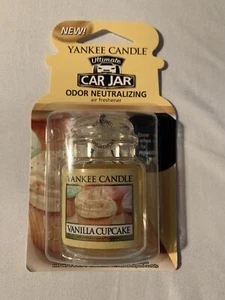 NEW!
YANKEE CANDLE
Ultimate
CAR JAR
ODOR NEUTRALIZING
air freshener
YANKEE CANDLE
VANILLA CUPCAKE